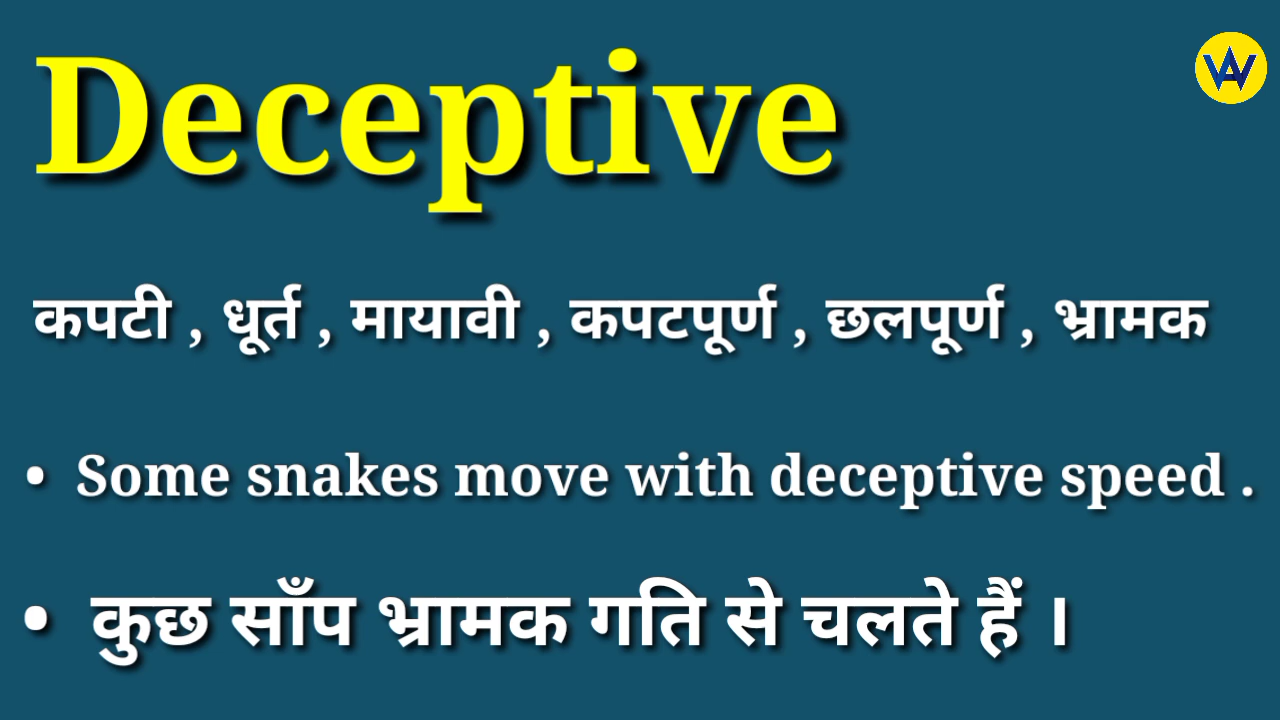 Deceptive
कपटी , धूर्त , मायावी , कपटपूर्ण , छलपूर्ण , भ्रामक
• Some snakes move with deceptive speed .
• कुछ साँप भ्रामक गति से चलते हैं ।